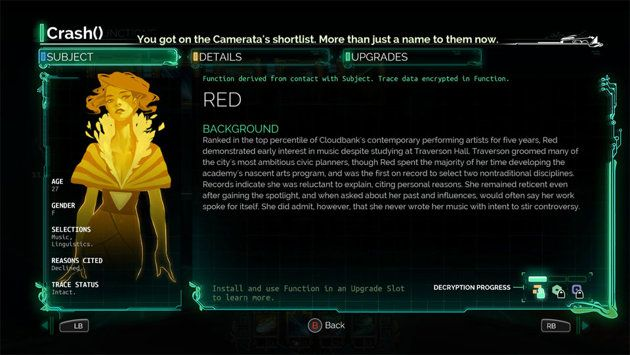 Crash()
You got on the Camerata's shortlist. More than just a name to them now.
SUBJECT
DETAILS
UPGRADES
Function derived from contact with Subject. Trace data encrypted in Function.
RED
BACKGROUND
Ranked in the top percentile of Cloudbank's contemporary performing artists for five years, Red
demonstrated early interest in music despite studying at Traverson Hall. Traverson groomed many of
the city's most ambitious civic planners, though Red spent the majority of her time developing the
academy's nascent arts program, and was the first on record to select two nontraditional disciplines.
Records indicate she was reluctant to explain, citing personal reasons. She remained reticent even
after gaining the spotlight, and when asked about her past and influences, would often say her work
spoke for itself. She did admit, however, that she never wrote her music with intent to stir controversy.
AGE
27
GENDER
F
SELECTIONS
Music,
Linguistics.
REASONS CITED
Declined.
TRACE STATUS
Intact.
Install and use Function in an Upgrade Slot
to learn more.
DECRYPTION PROGRESS
LB
B Back
RB